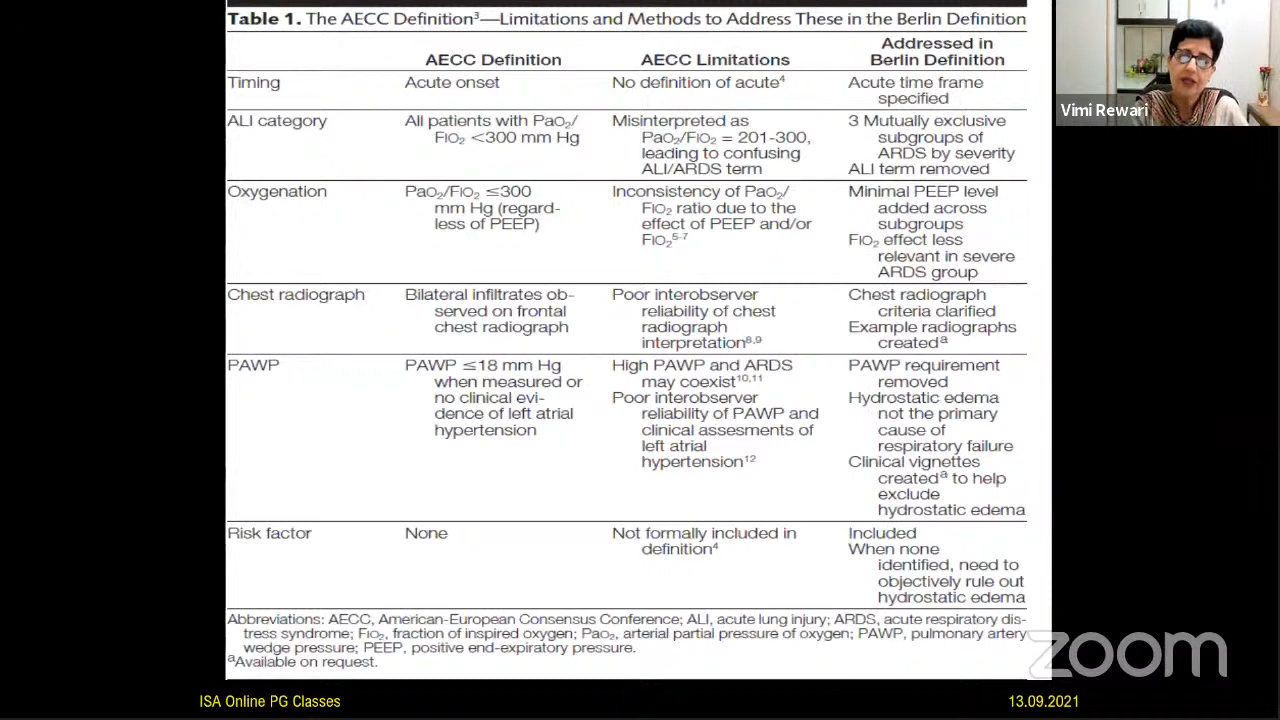 Table 1. The AECC Definition³—Limitations and Methods to Address These in the Berlin Definition
AECC Definition
AECC Limitations
Addressed in
Berlin Definition
Timing
Acute onset
No definition of acute⁴
Acute time frame
specified
ALI category
All patients with PaO₂/
FIO₂ <300 mm Hg
Misinterpreted as
PaO₂/FIO₂ = 201-300,
leading to confusing
ALI/ARDS term
3 Mutually exclusive
subgroups of
ARDS by severity
ALI term removed
Oxygenation
PaO₂/FIO₂ ≤300
mm Hg (regard-
less of PEEP)
Inconsistency of PaO₂/
FIO₂ ratio due to the
effect of PEEP and/or
FIO₂⁵⁻⁷
Minimal PEEP level
added across
subgroups
FIO₂ effect less
relevant in severe
ARDS group
Chest radiograph
Bilateral infiltrates ob-
served on frontal
chest radiograph
Poor interobserver
reliability of chest
radiograph
interpretation⁸,⁹
Chest radiograph
criteria clarified
Example radiographs
createdᵃ
PAWP
PAWP ≤18 mm Hg
when measured or
no clinical evi-
dence of left atrial
hypertension
High PAWP and ARDS
may coexist¹⁰,¹¹
Poor interobserver
reliability of PAWP and
clinical assesments of
left atrial
hypertension¹²
PAWP requirement
removed
Hydrostatic edema
not the primary
cause of
respiratory failure
Clinical vignettes
createdᵃ to help
exclude
hydrostatic edema
Risk factor
None
Not formally included in
definition⁴
Included
When none
identified, need to
objectively rule out
hydrostatic edema
Abbreviations: AECC, American-European Consensus Conference; ALI, acute lung injury; ARDS, acute respiratory dis-
tress syndrome; FIO₂, fraction of inspired oxygen; PaO₂, arterial partial pressure of oxygen; PAWP, pulmonary artery
wedge pressure; PEEP, positive end-expiratory pressure.
ᵃAvailable on request.
Vimi Rewari
zoom
ISA Online PG Classes
13.09.2021